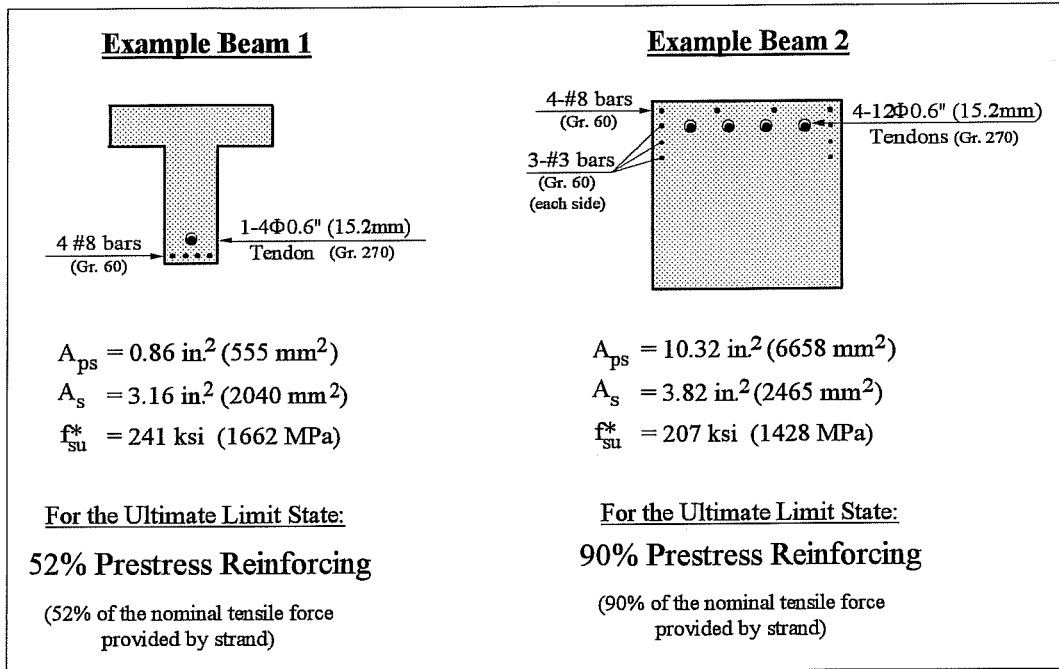 Example Beam 1
4 #8 bars
(Gr. 60)
1-4Φ0.6" (15.2mm)
Tendon (Gr. 270)
A_ps = 0.86 in.² (555 mm²)
A_s = 3.16 in.² (2040 mm²)
f*_su = 241 ksi (1662 MPa)
For the Ultimate Limit State:
52% Prestress Reinforcing
(52% of the nominal tensile force
provided by strand)
Example Beam 2
4-#8 bars
(Gr. 60)
3-#3 bars
(Gr. 60)
(each side)
4-12Φ0.6" (15.2mm)
Tendons (Gr. 270)
A_ps = 10.32 in.² (6658 mm²)
A_s = 3.82 in.² (2465 mm²)
f*_su = 207 ksi (1428 MPa)
For the Ultimate Limit State:
90% Prestress Reinforcing
(90% of the nominal tensile force
provided by strand)